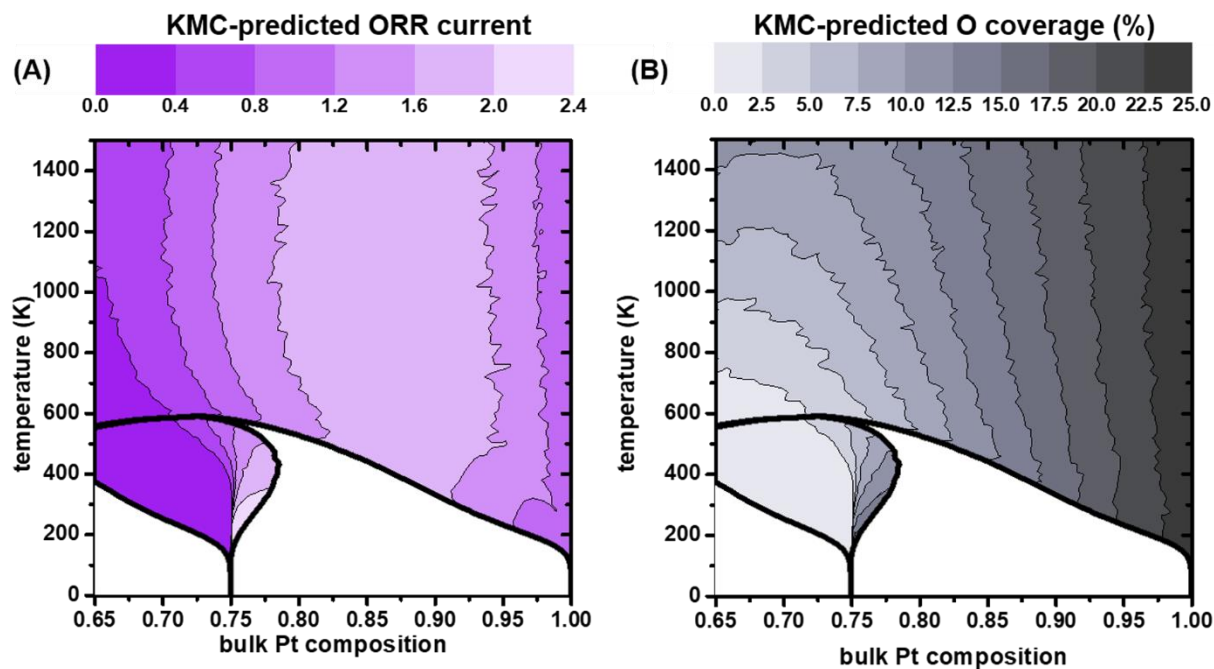 KMC-predicted ORR current
(A)
0.0 0.4 0.8 1.2 1.6 2.0 2.4
temperature (K)
1400
1200
1000
800
600
400
200
0
0.65 0.70 0.75 0.80 0.85 0.90 0.95 1.00
bulk Pt composition
KMC-predicted O coverage (%)
(B)
0.0 2.5 5.0 7.5 10.0 12.5 15.0 17.5 20.0 22.5 25.0
temperature (K)
1400
1200
1000
800
600
400
200
0
0.65 0.70 0.75 0.80 0.85 0.90 0.95 1.00
bulk Pt composition